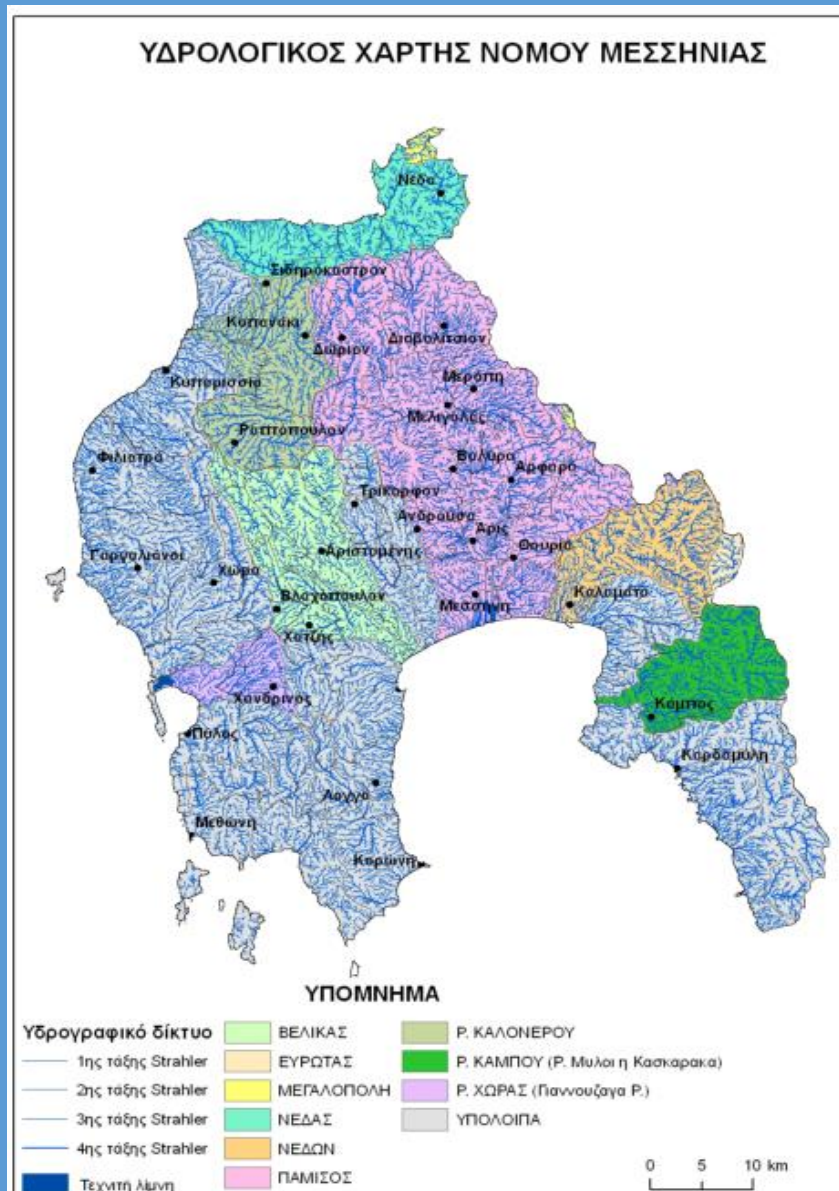 ΥΔΡΟΛΟΓΙΚΟΣ ΧΑΡΤΗΣ ΝΟΜΟΥ ΜΕΣΣΗΝΙΑΣ
Νέδα
Σιδηρόκαστρον
Κυπανάκι
Δώριον
Διαβολίτσιον
Κυπαρισσία
Μερόπη
Μελιγαλάς
Ραπτόπουλον
Φιλιατρά
Βαλύρα
Αρφαρά
Τρίκορφον
Ανδρούσα
Άρις
Θουρία
Γαργαλιάνοι
Αριστομένης
Χώρα
Βλαχόπουλον
Μεσσήνη
Καλαμάτα
Χατζής
Χανδρινός
Κάμπος
Πύλος
Καρδαμύλη
Λογγά
Μεθώνη
Κορώνη
ΥΠΟΜΝΗΜΑ
Υδρογραφικό δίκτυο
1ης τάξης Strahler
2ης τάξης Strahler
3ης τάξης Strahler
4ης τάξης Strahler
Τεχνιτή λίμνη
ΒΕΛΙΚΑΣ
ΕΥΡΩΤΑΣ
ΜΕΓΑΛΟΠΟΛΗ
ΝΕΔΑΣ
ΝΕΔΩΝ
ΠΑΜΙΣΟΣ
Ρ. ΚΑΛΟΝΕΡΟΥ
Ρ. ΚΑΜΠΟΥ (Ρ. Μυλοι η Κασκαρακα)
Ρ. ΧΩΡΑΣ (Γιαννουζαγα Ρ.)
ΥΠΟΛΟΙΠΑ
0 5 10 km